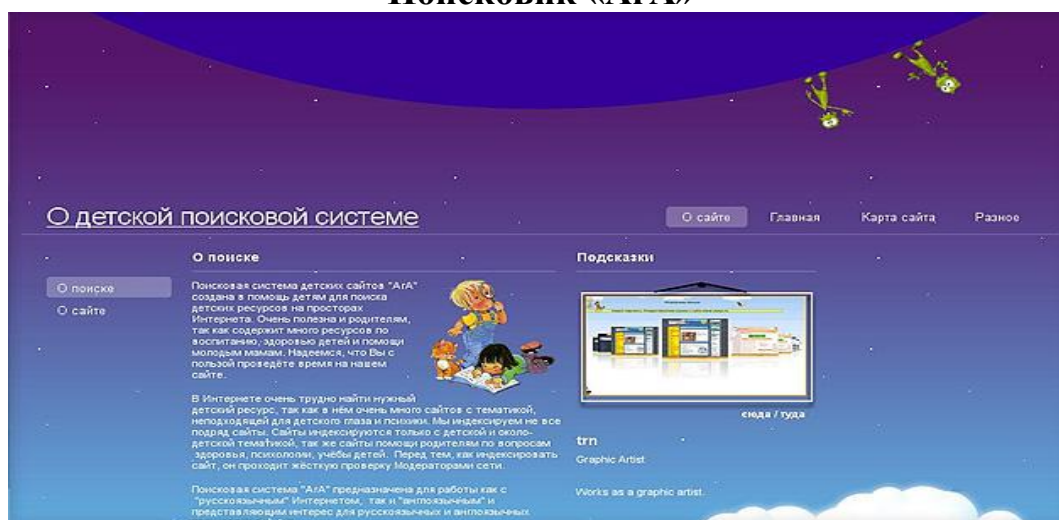 Поисковик «АгА»
О детской поисковой системе
О сайте
Главная
Карта сайта
Разное
О поиске
О сайте
О поиске
Поисковая система детских сайтов "АгА"
создана в помощь детям для поиска
детских ресурсов на просторах
Интернета. Очень полезна и родителям,
так как содержит много ресурсов по
воспитанию, здоровью детей и помощи
молодым мамам. Надеемся, что Вы с
пользой проведёте время на нашем
сайте.
В Интернете очень трудно найти нужный
детский ресурс, так как в нём очень много сайтов с тематикой,
неподходящей для детского глаза и психики. Мы индексируем не все
подряд сайты. Сайты индексируются только с детской и около-
детской тематикой, так же сайты помощи родителям по вопросам
здоровья, психологии, учёбы детей. Перед тем, как индексировать
сайт, он проходит жёсткую проверку Модераторами сети.
Поисковая система "АгА" предназначена для работы как с
"русскоязычным" Интернетом, так и "англоязычным" и
представляющим интерес для русскоязычных и англоязычных
Подсказки
сюда / туда
trn
Graphic Artist
Works as a graphic artist.